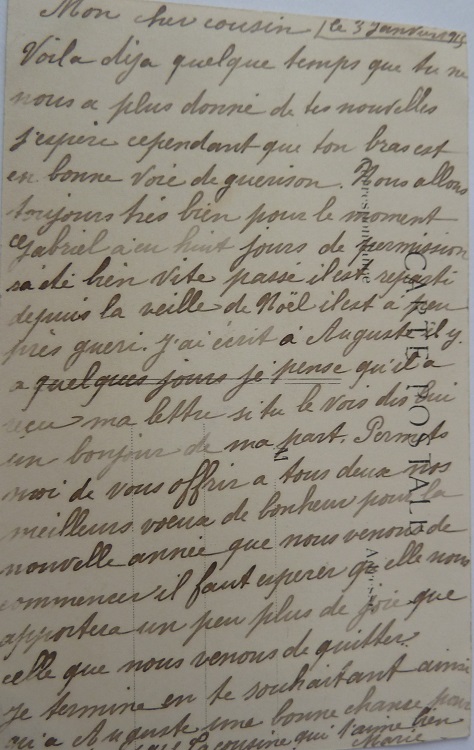 Mon cher cousin le 3 Janvier 1915
Voila dija quelque temps que tu ne
nous a plus donné de tes nouvelles
j'espère cependant que ton bras est
en bonne voie de guerison. Nous allons
toujours très bien pour le moment
Gabriel a eu huit jours de permission
sa été bien vite passé il est reparti
depuis la veille de Noël il est à peu
près gueri. J'ai écrit à Auguste il y
a quelques jours je pense qu'il a
reçu ma lettre si tu le vois dis lui
un bonjour de ma part. Permets
moi de vous offrir a tous deux nos
meilleurs voeux de bonheur pour la
nouvelle année que nous venons de
commencer il faut esperer qu'elle nous
apportera un peu plus de joie que
celle que nous venons de quitter.
Je termine en te souhaitant ainsi
qu'a Auguste une bonne chance pour
cousine qui t'aime bien
Marie
CARTE POSTALE